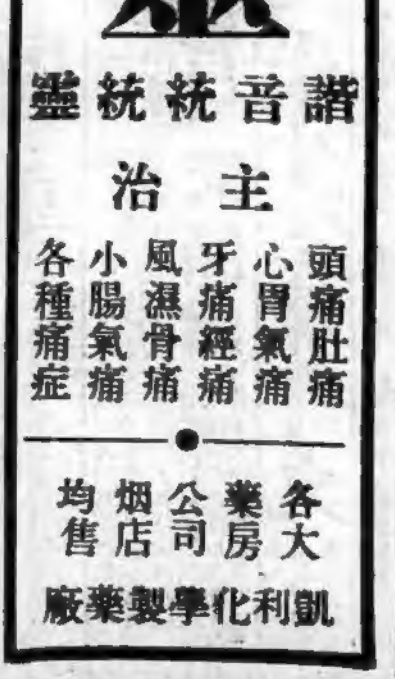 諧音統統靈
主治
頭痛肚痛
心胃氣痛
牙痛經痛
風濕骨痛
小腸氣痛
各種痛症
各大
藥房
公司
烟店
均售
凱利化學製藥廠